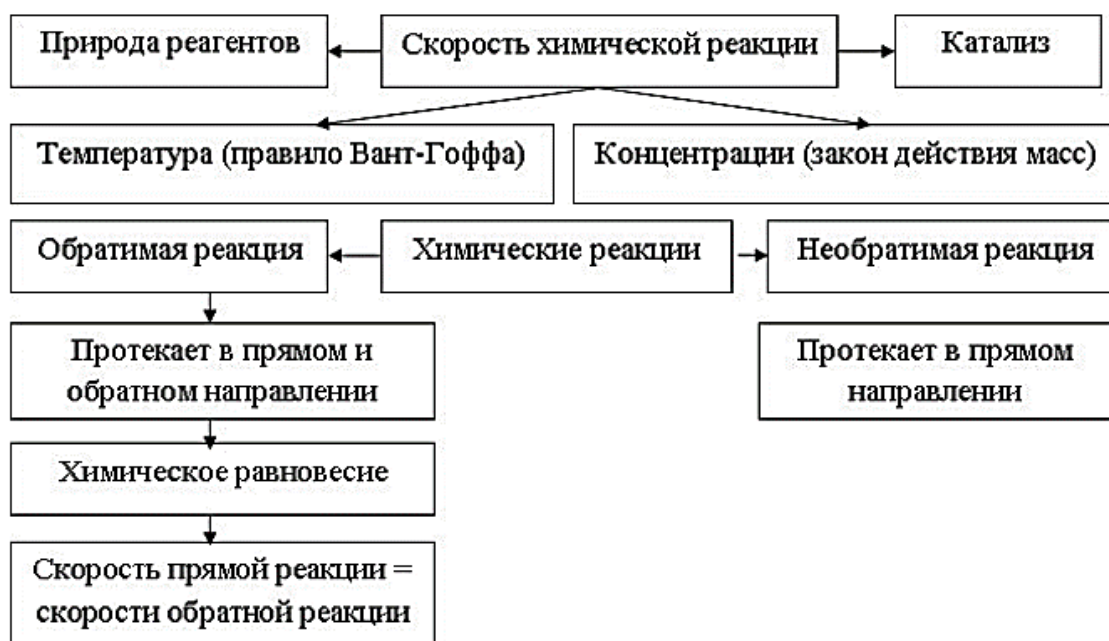 Природа реагентов
Скорость химической реакции
Катализ
Температура (правило Вант-Гоффа)
Концентрации (закон действия масс)
Обратимая реакция
Химические реакции
Необратимая реакция
Протекает в прямом и
обратном направлении
Протекает в прямом
направлении
Химическое равновесие
Скорость прямой реакции =
скорости обратной реакции